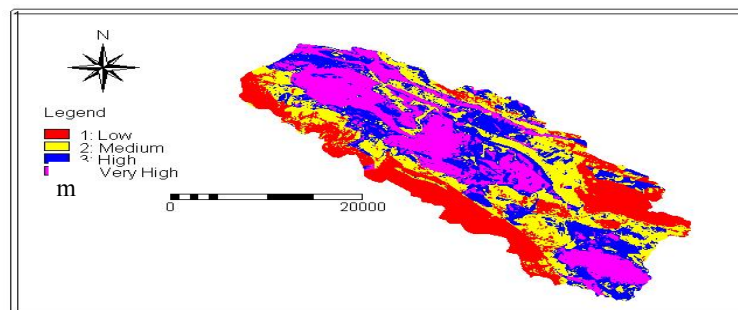 N
Legend
1: Low
2: Medium
3: High
Very High
m
0 20000